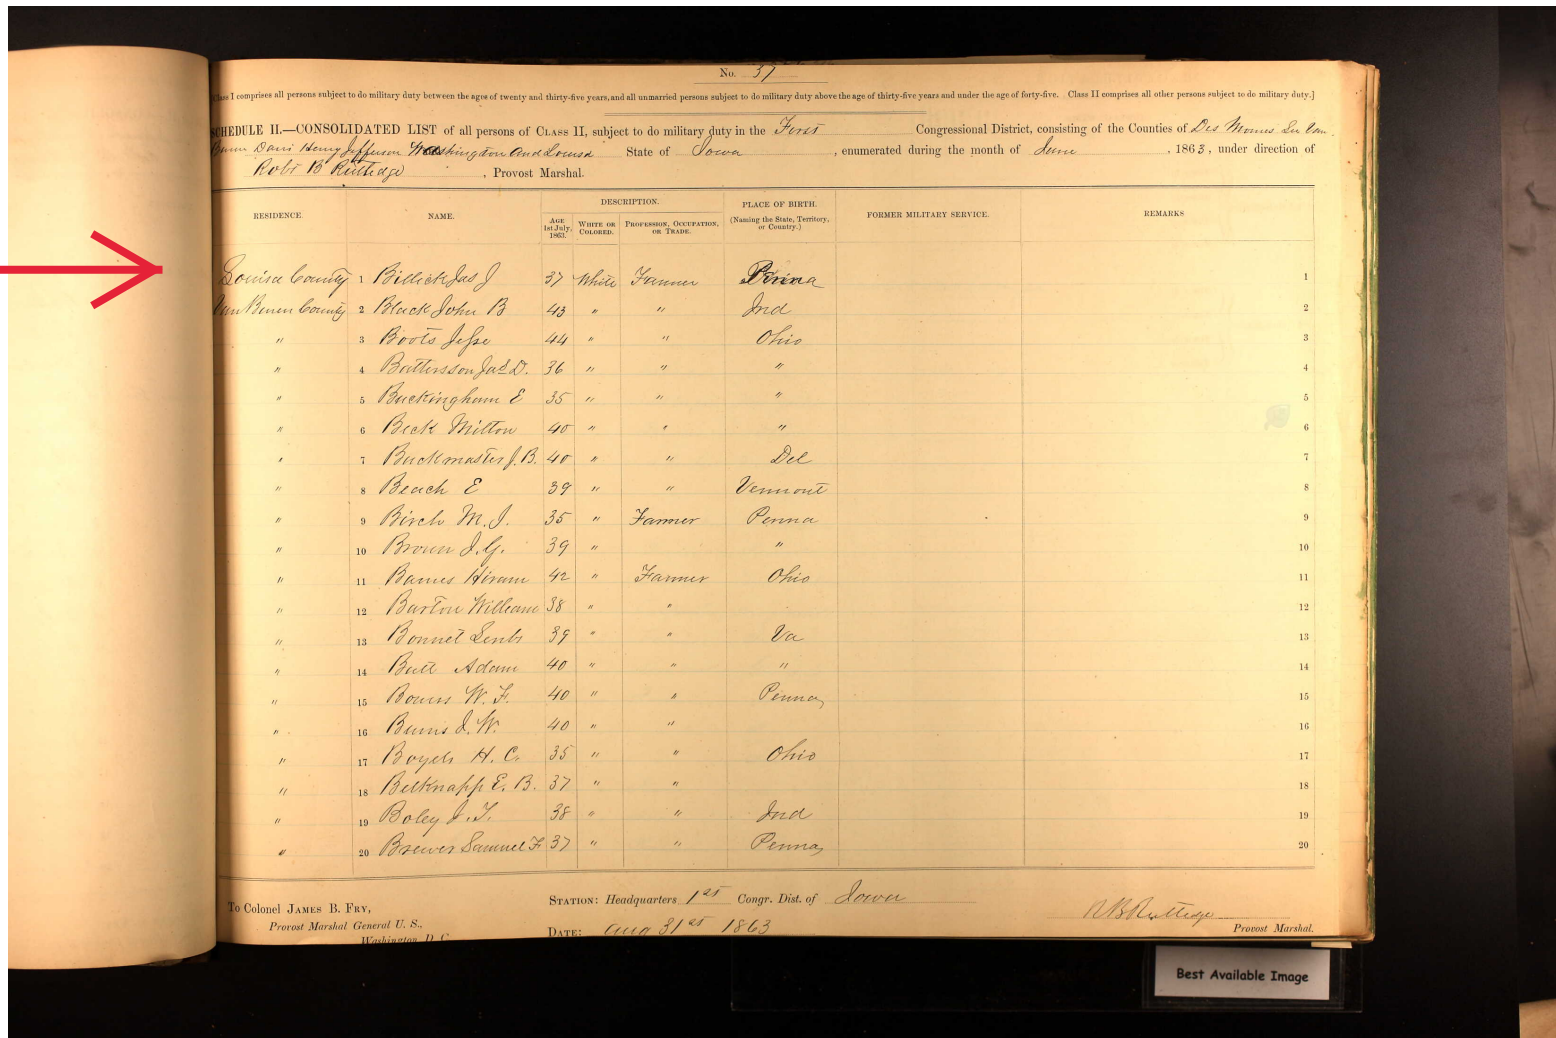 No. 37
Class I comprises all persons subject to do military duty between the ages of twenty and thirty-five years, and all unmarried persons subject to do military duty above the age of thirty-five years and under the age of forty-five. Class II comprises all other persons subject to do military duty.]
SCHEDULE II.—CONSOLIDATED LIST of all persons of CLASS II, subject to do military duty in the First Congressional District, consisting of the Counties of Des Moines Lee Van-
Buren Davis Henry Jefferson Washington and Louisa State of Iowa, enumerated during the month of June, 1863, under direction of
Robt B Rutledge, Provost Marshal.
RESIDENCE. NAME. DESCRIPTION. PLACE OF BIRTH. FORMER MILITARY SERVICE. REMARKS
AGE 1st July, 1863. WHITE OR COLORED. PROFESSION, OCCUPATION, OR TRADE. (Naming the State, Territory, or Country.)
Louisa County 1 Billick Jas J 37 White Farmer Penna 1
Van Buren County 2 Black John B 43 " " Ind 2
" 3 Boots Jesse 44 " " Ohio 3
" 4 Battersson Jas D. 36 " " " 4
" 5 Buckingham E 35 " " " 5
" 6 Beck Milton 40 " " " 6
" 7 Buckmaster J. B. 40 " " Del 7
" 8 Beach E 39 " " Vermont 8
" 9 Birch M. J. 35 " Farmer Penna 9
" 10 Brown J. G. 39 " " 10
" 11 Barnes Hiram 42 " Farmer Ohio 11
" 12 Barton William 38 " " 12
" 13 Bonnet 39 " " Va 13
" 14 Butt Adam 40 " " " 14
" 15 Bowers W. F. 40 " " Penna 15
" 16 Burns J. W. 40 " " 16
" 17 Boyels H. C. 35 " " Ohio 17
" 18 Belknapp E. B. 37 " " 18
" 19 Boley J. T. 38 " " Ind 19
" 20 Brewer Samuel F 37 " " Penna 20
To Colonel JAMES B. FRY,
Provost Marshal General U. S.,
Washington, D. C.
STATION: Headquarters 1st Congr. Dist. of Iowa
DATE: Aug 31st 1863
R B Rutledge
Provost Marshal.
Best Available Image